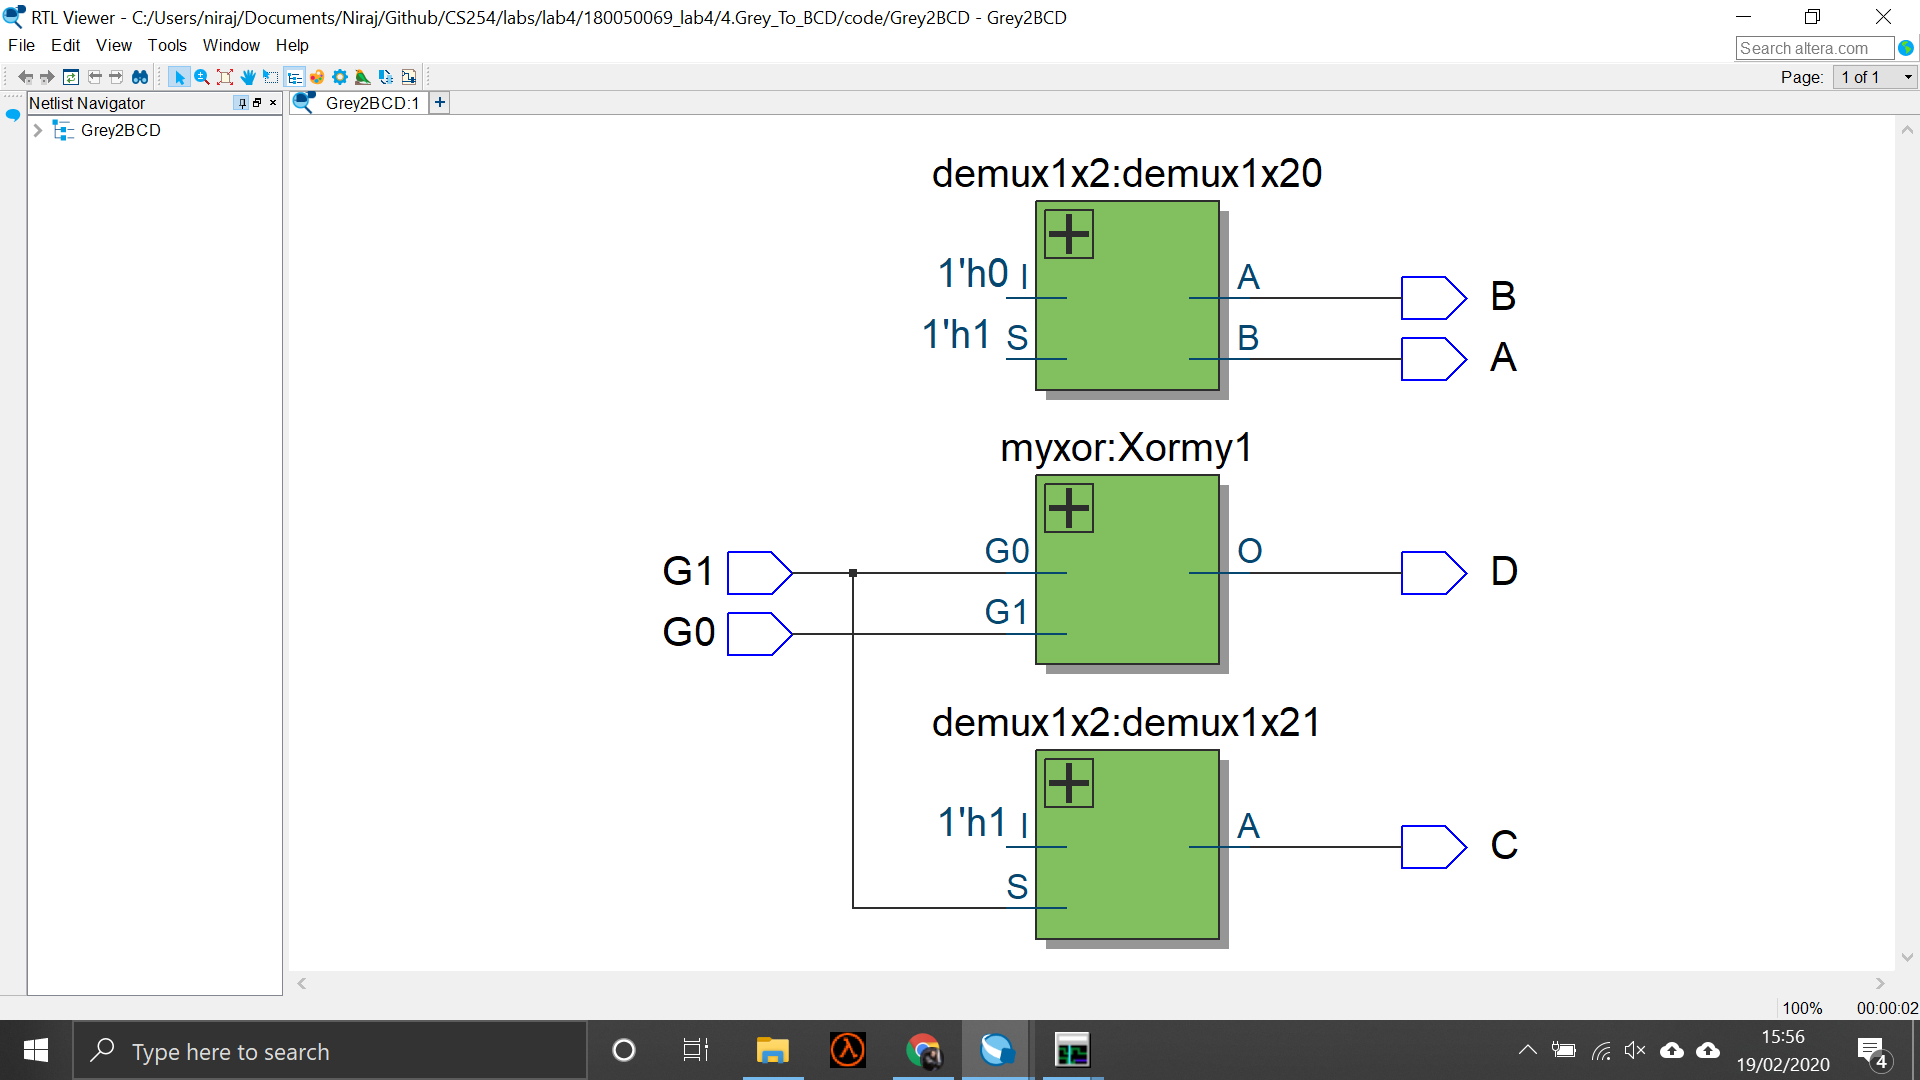 RTL Viewer - C:/Users/niraj/Documents/Niraj/Github/CS254/labs/lab4/180050069_lab4/4.Grey_To_BCD/code/Grey2BCD - Grey2BCD
File Edit View Tools Window Help
Search altera.com
Page: 1 of 1
Netlist Navigator
Grey2BCD:1
Grey2BCD
demux1x2:demux1x20
1'h0 I A B
1'h1 S B A
myxor:Xormy1
G1 G0 O D
G0 G1
demux1x2:demux1x21
1'h1 I A C
S
100% 00:00:02
Type here to search
15:56
19/02/2020
4